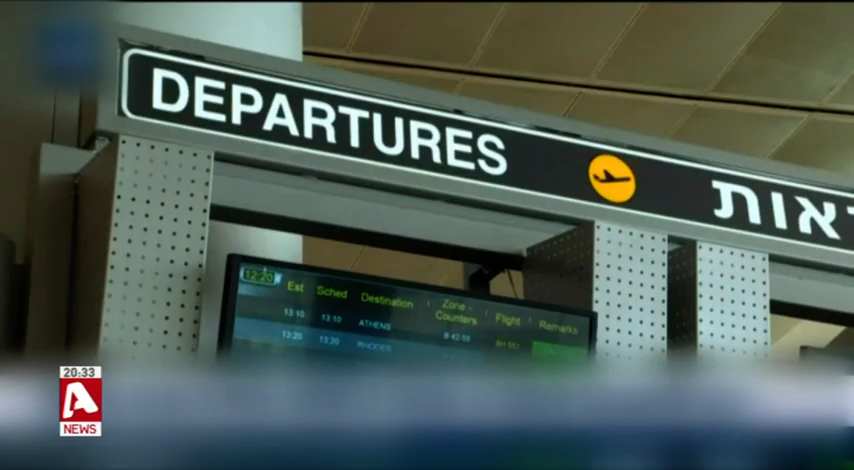 DEPARTURES
ראות
12:20
Est Sched Destination Zone - Counters Flight Remarks
13:10 13:10 ATHENS
13:20 13:20 RHODES
20:33
A
NEWS